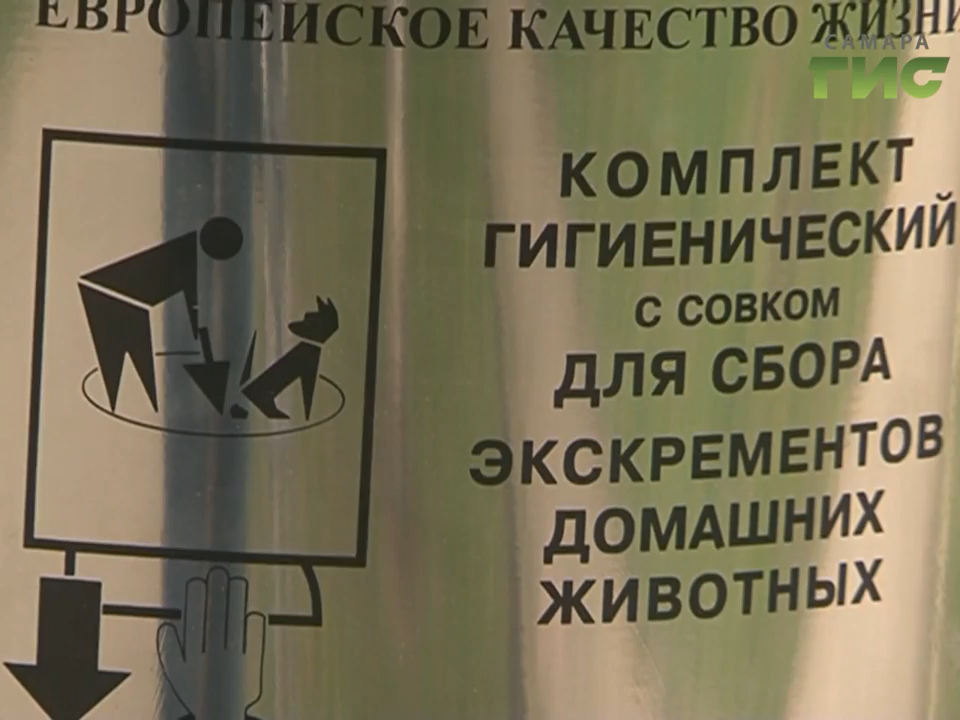 ЕВРОПЕЙСКОЕ КАЧЕСТВО ЖИЗНИ
САМАРА
ГИС
КОМПЛЕКТ
ГИГИЕНИЧЕСКИЙ
С СОВКОМ
ДЛЯ СБОРА
ЭКСКРЕМЕНТОВ
ДОМАШНИХ
ЖИВОТНЫХ